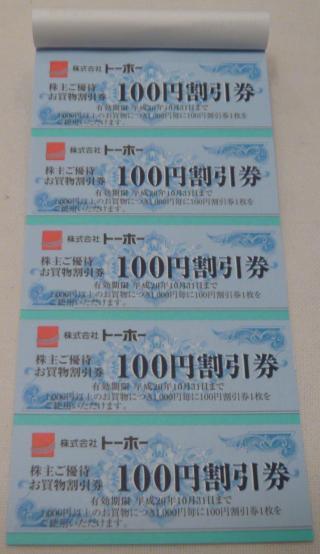 株式会社 トーホー
株主ご優待
お買物割引券 100円割引券
有効期限 平成26年10月31日まで
1,000円以上のお買物につき1,000円毎に100円割引券1枚を
ご使用いただけます。
株式会社 トーホー
株主ご優待
お買物割引券 100円割引券
有効期限 平成26年10月31日まで
1,000円以上のお買物につき1,000円毎に100円割引券1枚を
ご使用いただけます。
株式会社 トーホー
株主ご優待
お買物割引券 100円割引券
有効期限 平成26年10月31日まで
1,000円以上のお買物につき1,000円毎に100円割引券1枚を
ご使用いただけます。
株式会社 トーホー
株主ご優待
お買物割引券 100円割引券
有効期限 平成26年10月31日まで
1,000円以上のお買物につき1,000円毎に100円割引券1枚を
ご使用いただけます。
株式会社 トーホー
株主ご優待
お買物割引券 100円割引券
有効期限 平成26年10月31日まで
1,000円以上のお買物につき1,000円毎に100円割引券1枚を
ご使用いただけます。